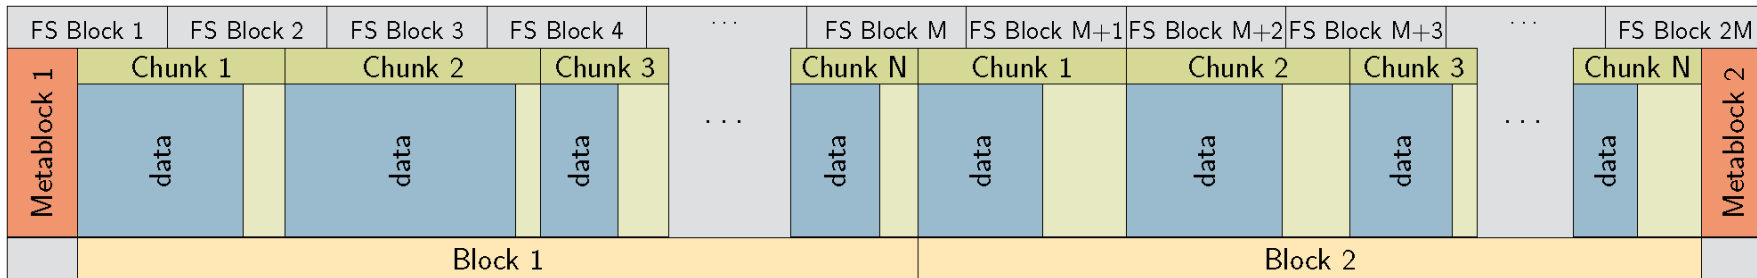 FS Block 1 FS Block 2 FS Block 3 FS Block 4 ... FS Block M FS Block M+1 FS Block M+2 FS Block M+3 ... FS Block 2M
Metablock 1 Chunk 1 Chunk 2 Chunk 3 Chunk N Chunk 1 Chunk 2 Chunk 3 Chunk N Metablock 2
data data data ... data data data data ... data
Block 1 Block 2